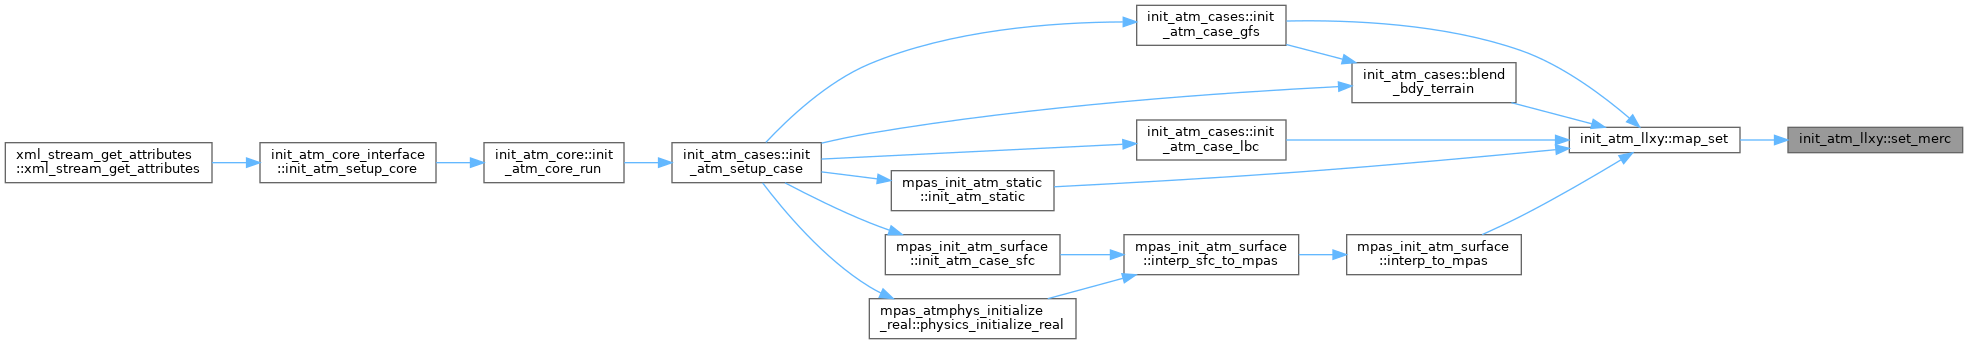 xml_stream_get_attributes
::xml_stream_get_attributes
init_atm_core_interface
::init_atm_setup_core
init_atm_core::init
_atm_core_run
init_atm_cases::init
_atm_setup_case
init_atm_cases::init
_atm_case_gfs
init_atm_cases::blend
_bdy_terrain
init_atm_cases::init
_atm_case_lbc
mpas_init_atm_static
::init_atm_static
mpas_init_atm_surface
::init_atm_case_sfc
mpas_atmphys_initialize
_real::physics_initialize_real
mpas_init_atm_surface
::interp_sfc_to_mpas
mpas_init_atm_surface
::interp_to_mpas
init_atm_llxy::map_set
init_atm_llxy::set_merc